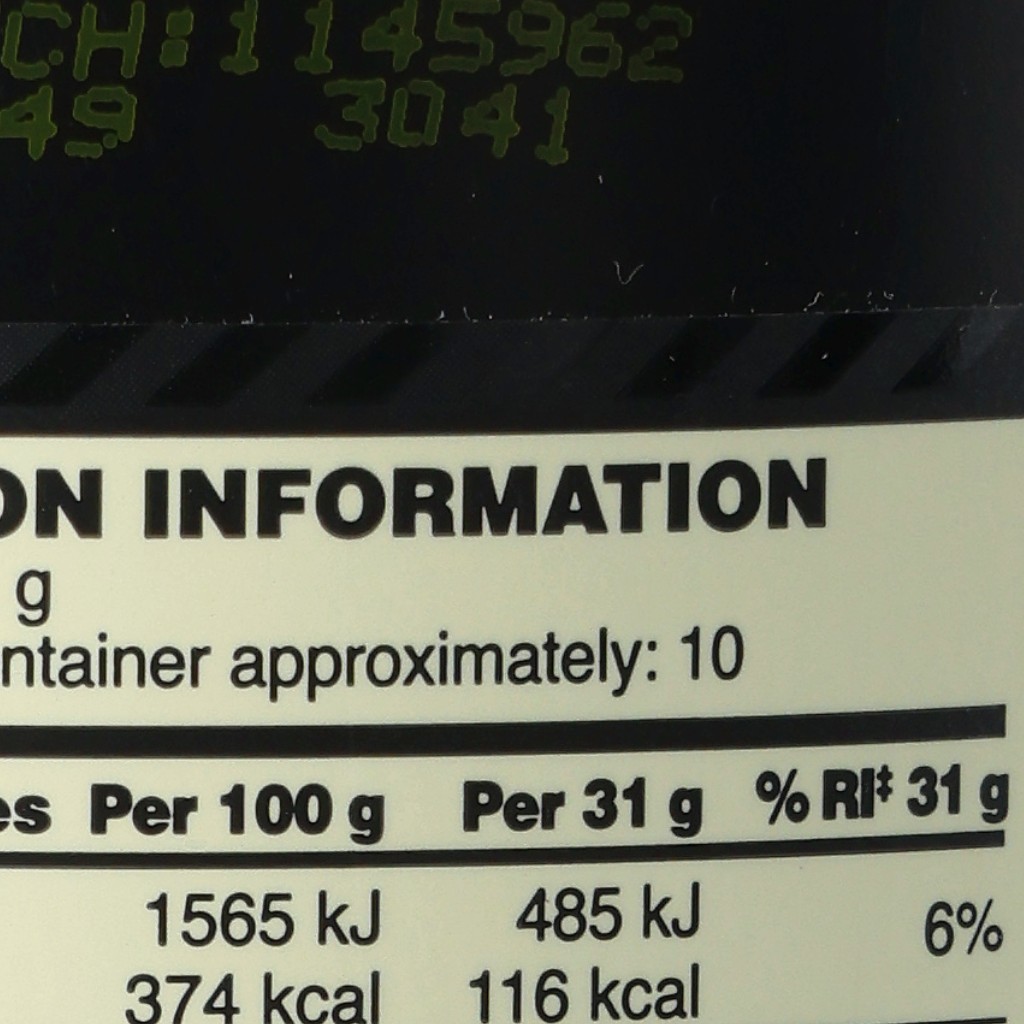 CH:1 1145962
49 3041
ON INFORMATION
g
ntainer approximately: 10
es Per 100 g Per 31 g % RI‡ 31 g
1565 kJ 485 kJ 6%
374 kcal 116 kcal